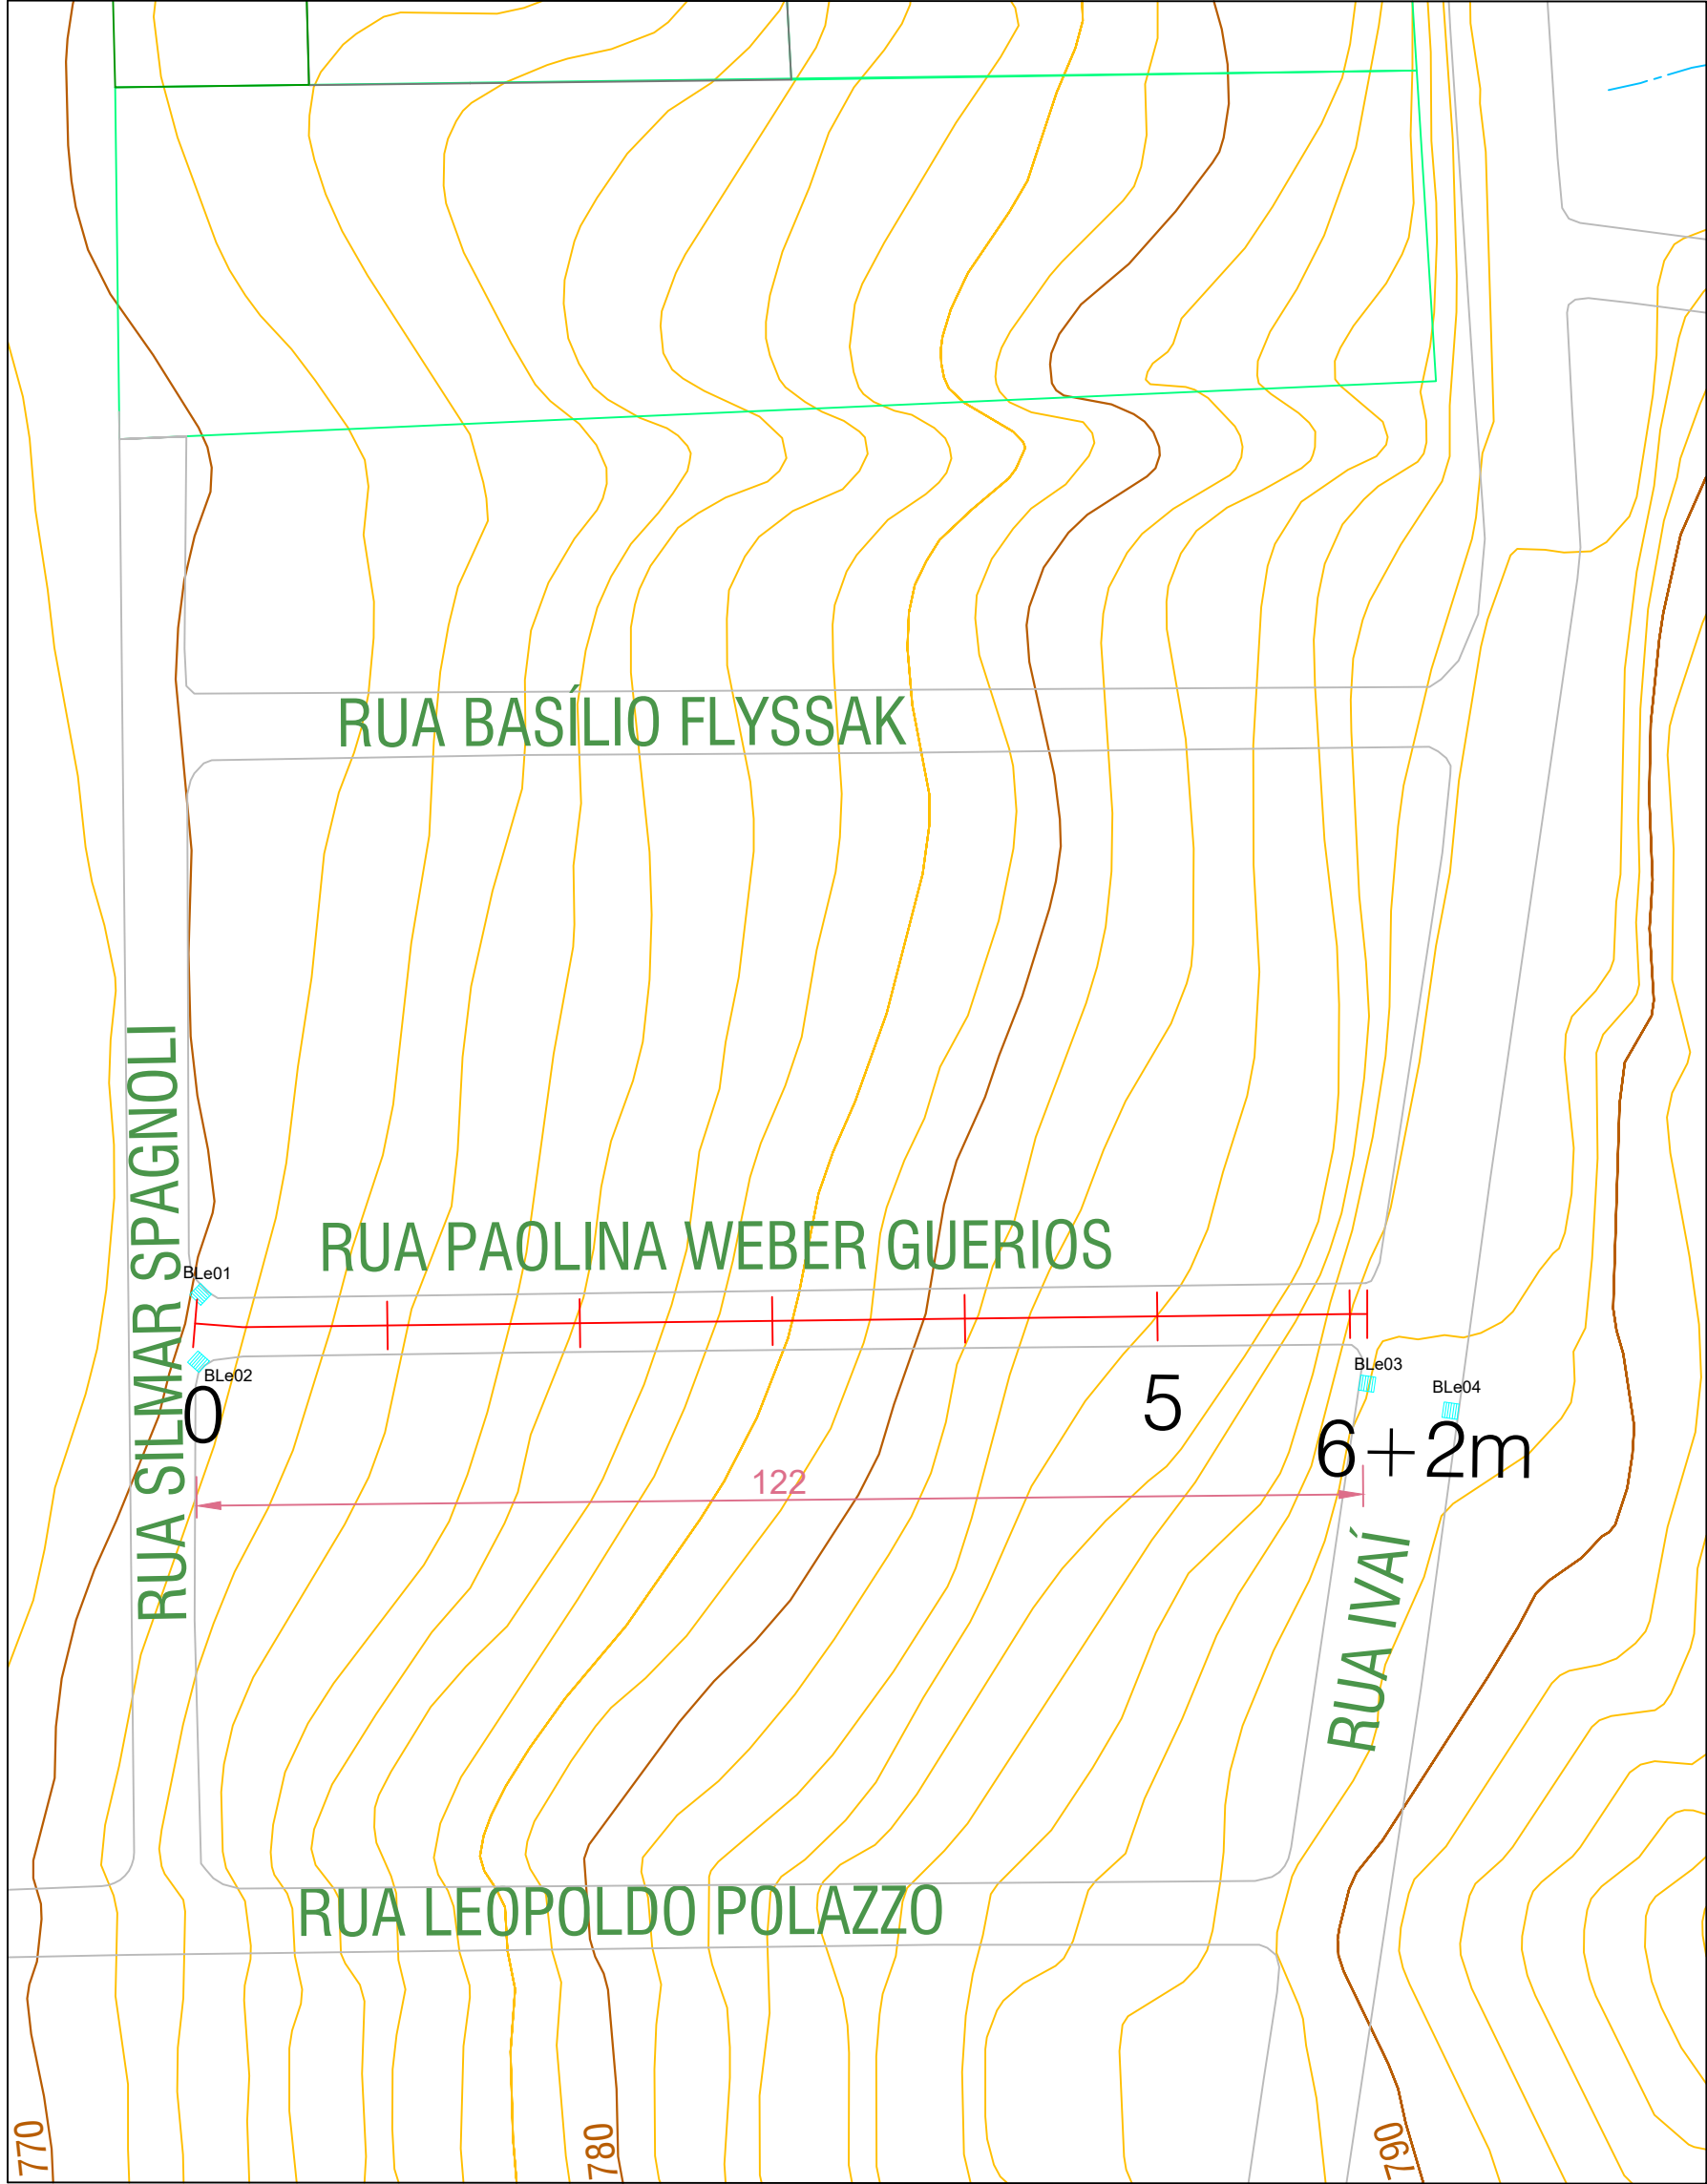 RUA BASÍLIO FLYSSAK
RUA SILMAR SPAGNOLI
RUA PAOLINA WEBER GUERIOS
BLe01
BLe02
BLe03
BLe04
0
5
6+2m
122
RUA IVAÍ
RUA LEOPOLDO POLAZZO
770
780
790